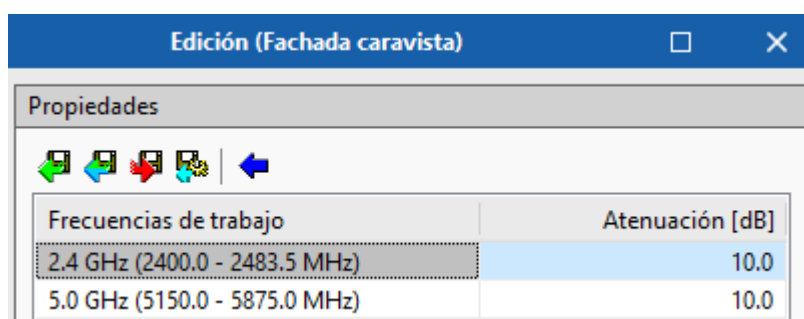 Edición (Fachada caravista)
Propiedades
Frecuencias de trabajo Atenuación [dB]
2.4 GHz (2400.0 - 2483.5 MHz) 10.0
5.0 GHz (5150.0 - 5875.0 MHz) 10.0